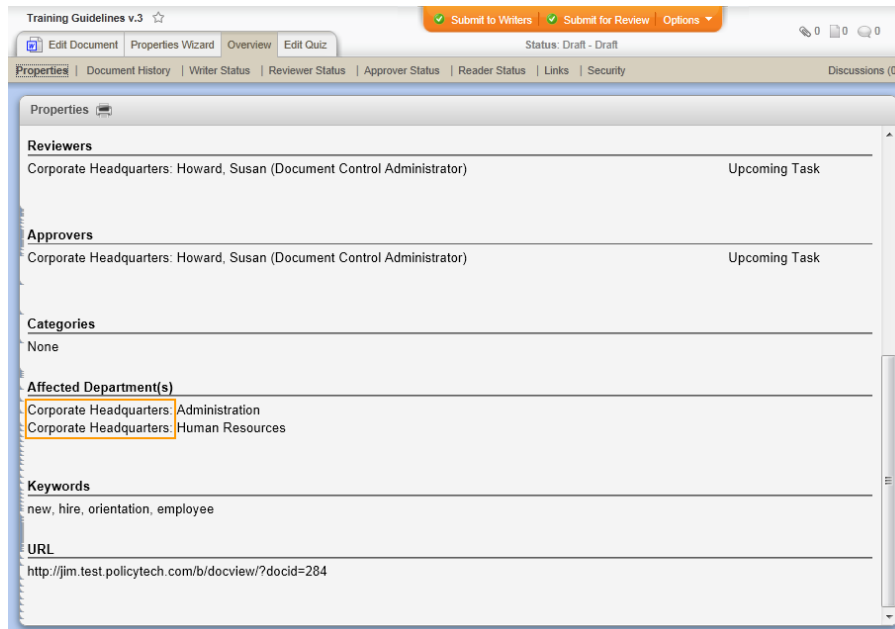 Training Guidelines v.3
Submit to Writers Submit for Review Options
0 0 0
Edit Document Properties Wizard Overview Edit Quiz
Status: Draft - Draft
Properties | Document History | Writer Status | Reviewer Status | Approver Status | Reader Status | Links | Security Discussions (0
Properties
Reviewers
Corporate Headquarters: Howard, Susan (Document Control Administrator) Upcoming Task
Approvers
Corporate Headquarters: Howard, Susan (Document Control Administrator) Upcoming Task
Categories
None
Affected Department(s)
Corporate Headquarters: Administration
Corporate Headquarters: Human Resources
Keywords
new, hire, orientation, employee
URL
http://jim.test.policytech.com/b/docview/?docid=284